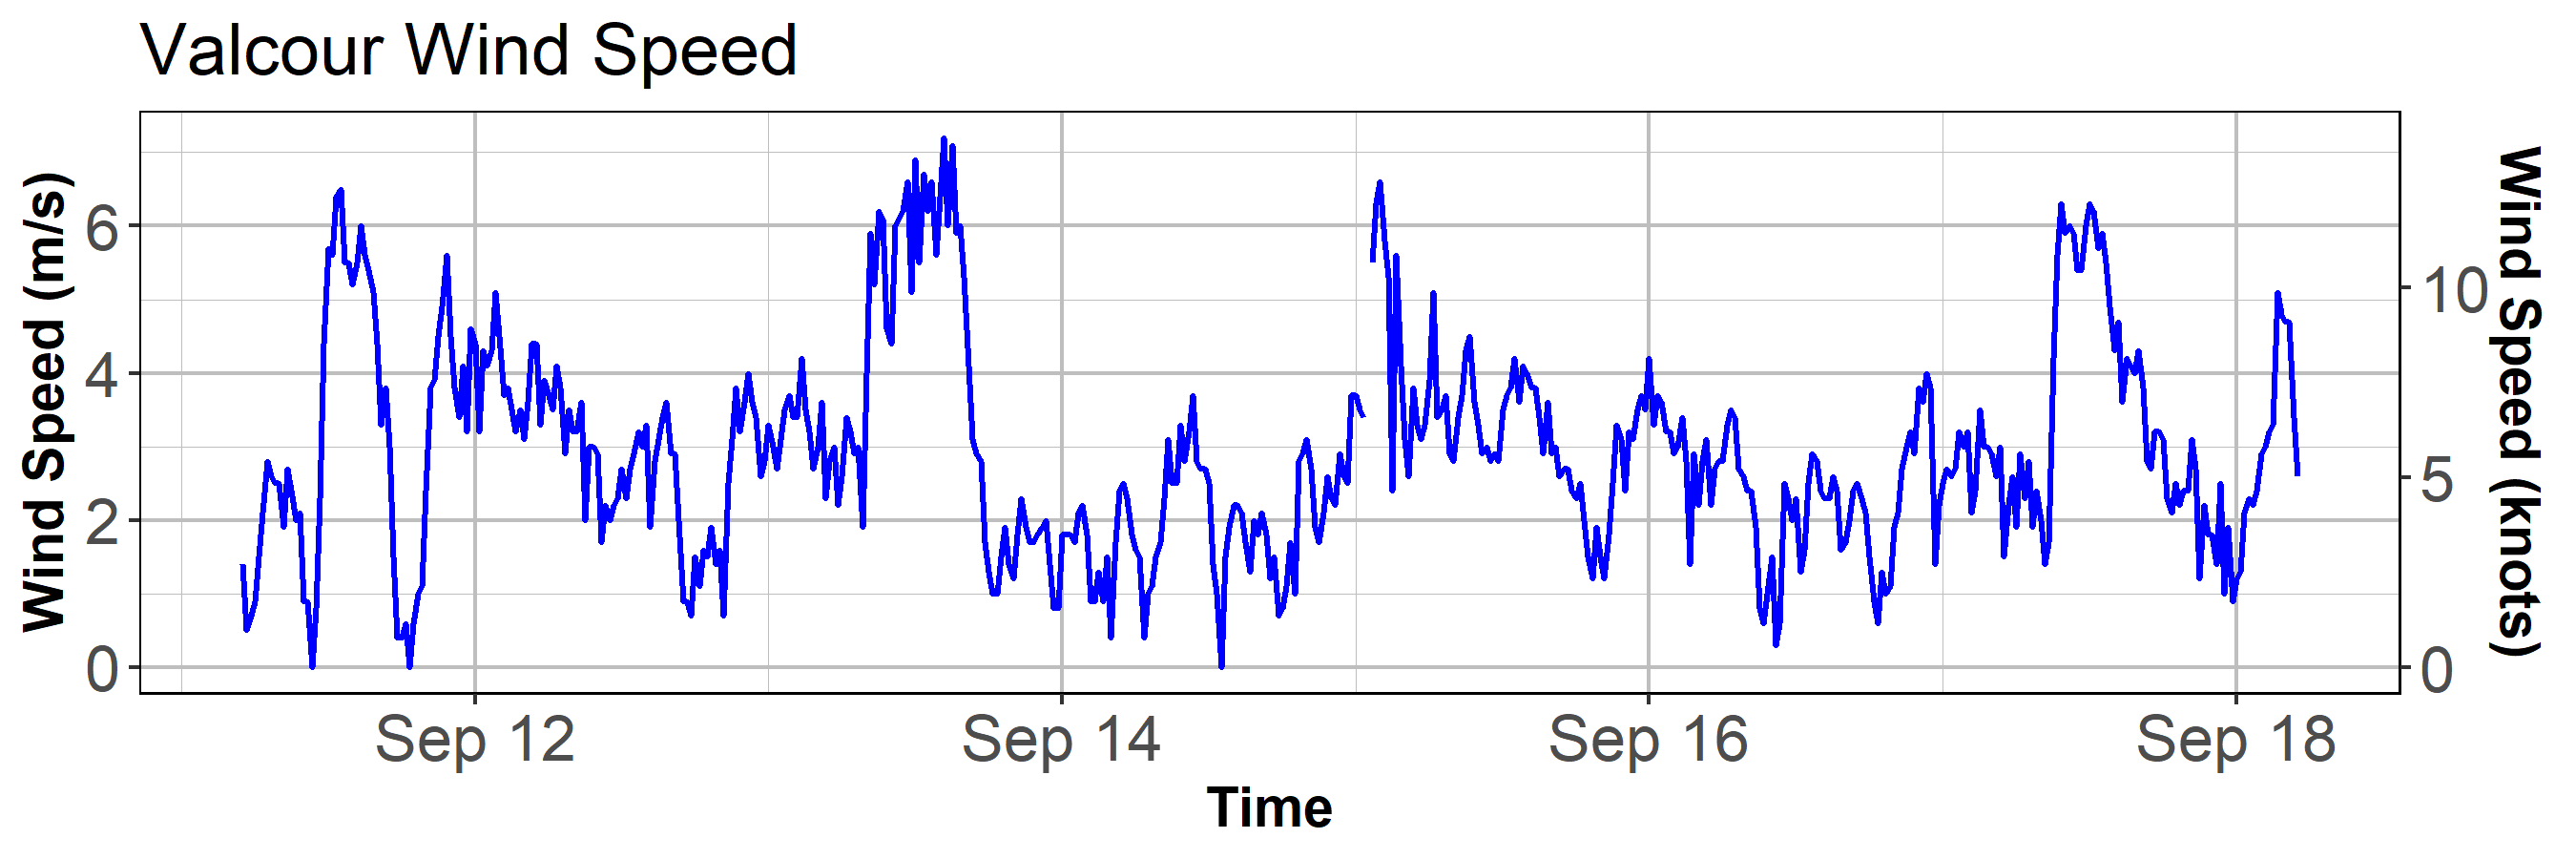 Valcour Wind Speed
Wind Speed (m/s)
6
4
2
0
10
5
0
Wind Speed (knots)
Sep 12
Sep 14
Sep 16
Sep 18
Time